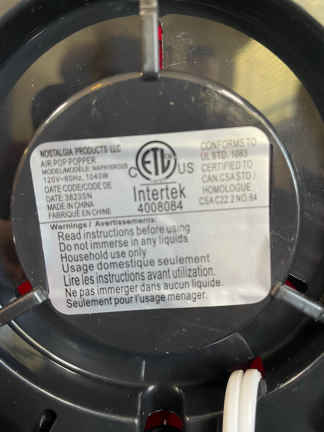 NOSTALGIA PRODUCTS LLC
AIR POP POPPER
MODEL/MODÈLE:
120V~60Hz, 1040W
DATE CODE/CODE DE
DATE: 3823SN
MADE IN CHINA
FABRIQUÉ EN CHINE
C ETL US
Intertek
4008084
CONFORMS TO
UL STD. 1083
CERTIFIED TO
CAN.CSA STD /
HOMOLOGUE
CSA C22.2 NO.64
Warnings / Avertissements:
Read instructions before using
Do not immerse in any liquids
Household use only
Usage domestique seulement
Lire les instructions avant utilization.
Ne pas immerger dans aucun liquide.
Seulement pour l'usage menager.